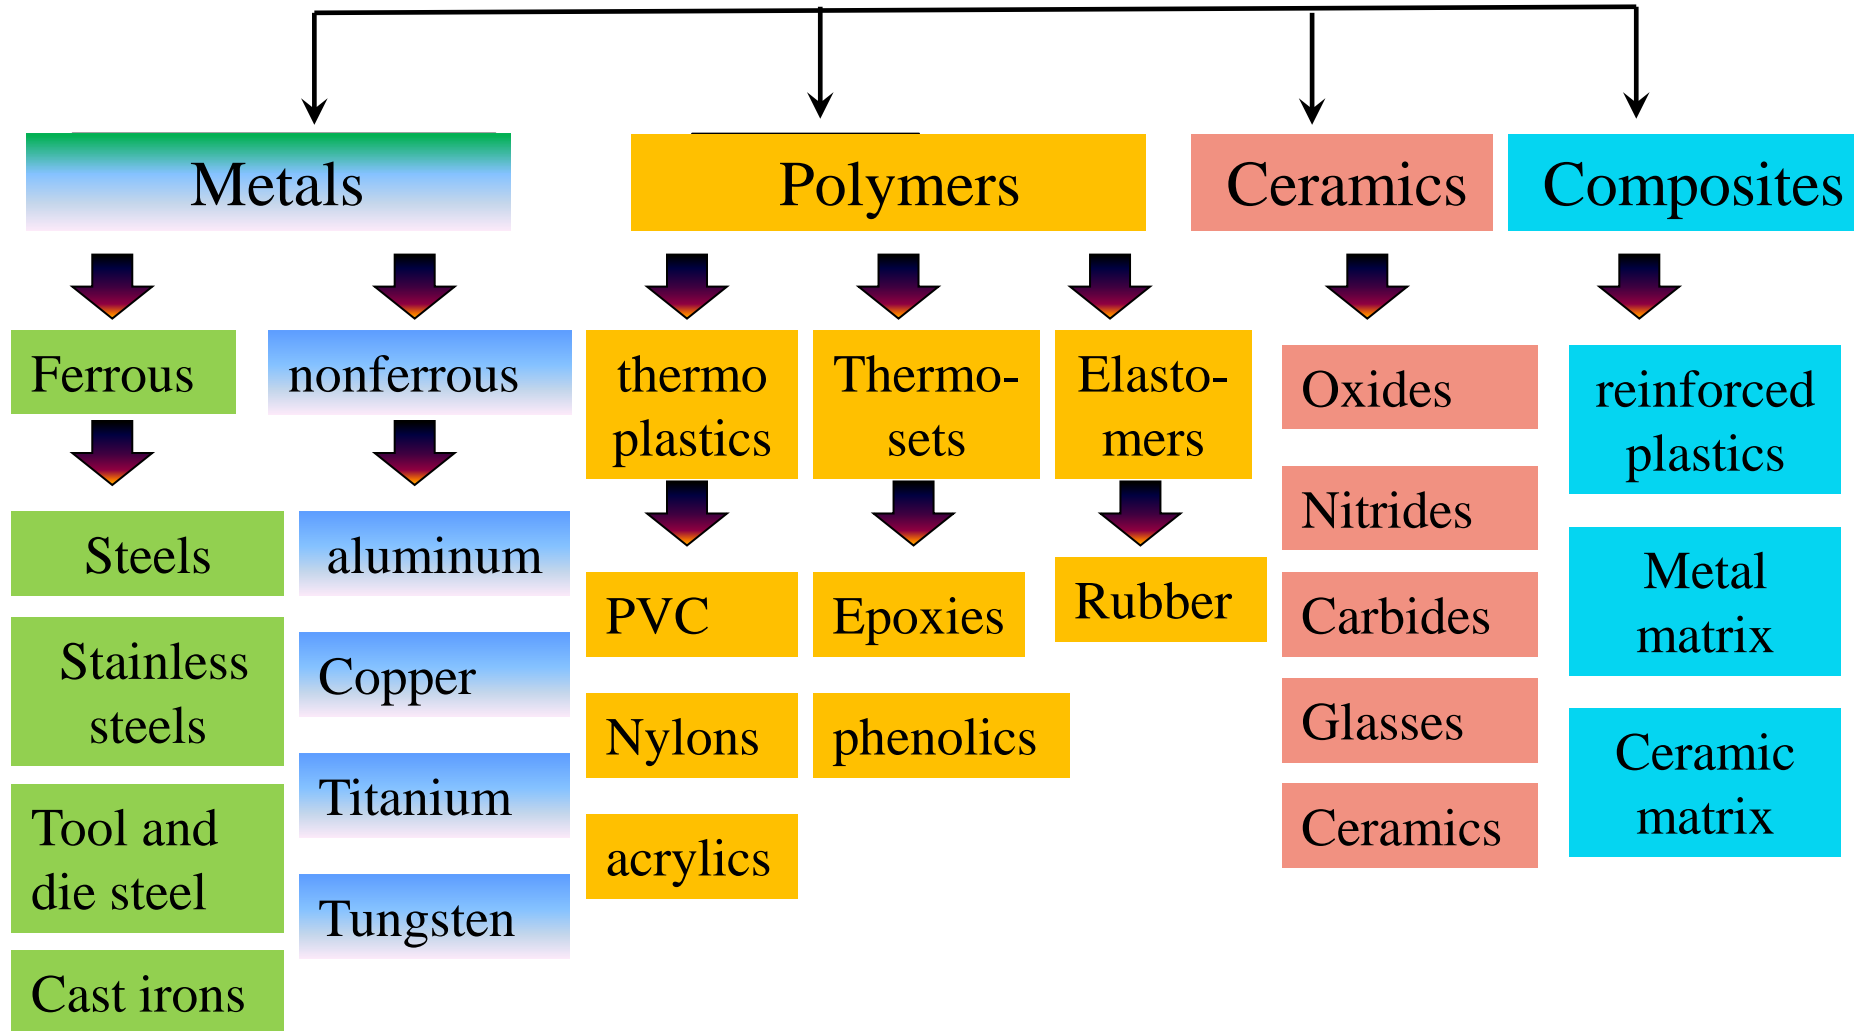 Metals
Polymers
Ceramics
Composites
Ferrous
nonferrous
thermo
plastics
Thermo-
sets
Elasto-
mers
Oxides
reinforced
plastics
Steels
aluminum
PVC
Epoxies
Rubber
Nitrides
Metal
matrix
Stainless
steels
Copper
Nylons
phenolics
Carbides
Glasses
Ceramic
matrix
Tool and
die steel
Titanium
acrylics
Ceramics
Tungsten
Cast irons